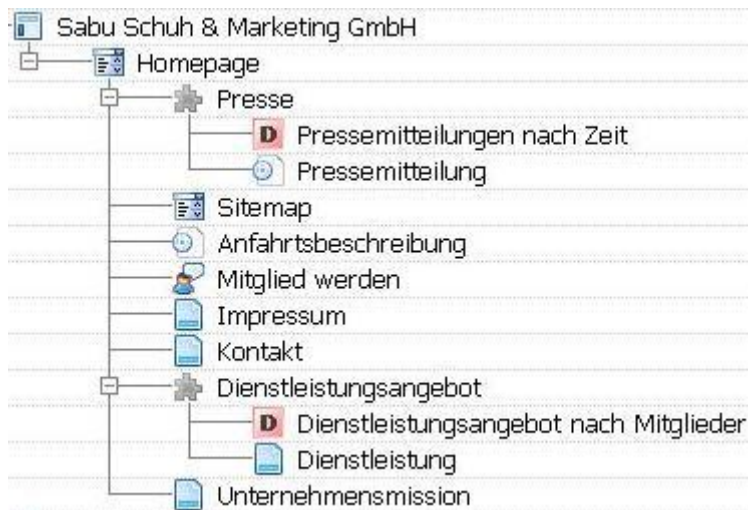 Sabu Schuh & Marketing GmbH
Homepage
Presse
D Pressemitteilungen nach Zeit
Pressemitteilung
Sitemap
Anfahrtsbeschreibung
Mitglied werden
Impressum
Kontakt
Dienstleistungsangebot
D Dienstleistungsangebot nach Mitglieder
Dienstleistung
Unternehmensmission